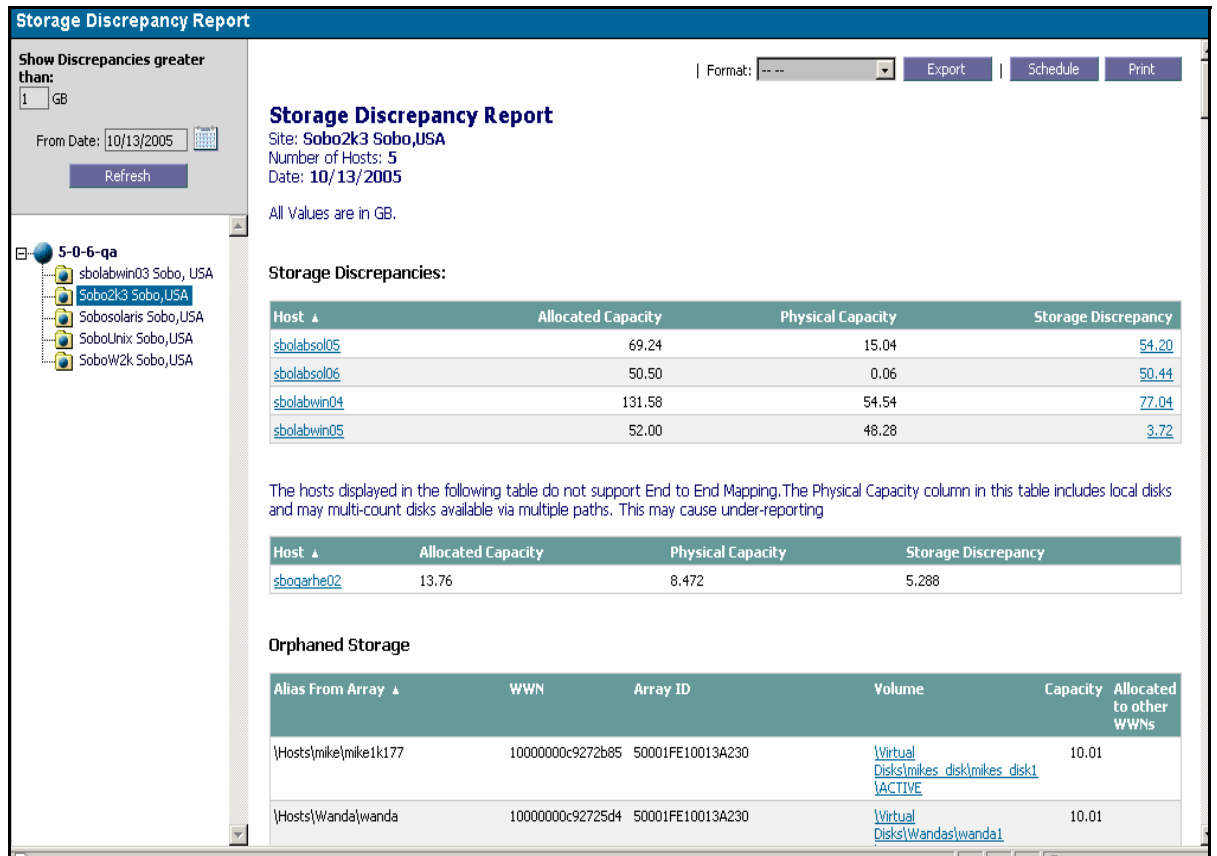 Storage Discrepancy Report
Show Discrepancies greater
than:
1 GB
From Date: 10/13/2005
Refresh
5-0-6-qa
sbolabwin03 Sobo, USA
Sobo2k3 Sobo,USA
Sobosolaris Sobo,USA
SoboUnix Sobo,USA
SoboW2k Sobo,USA
| Format: -- -- Export | Schedule Print
Storage Discrepancy Report
Site: Sobo2k3 Sobo,USA
Number of Hosts: 5
Date: 10/13/2005
All Values are in GB.
Storage Discrepancies:
Host Allocated Capacity Physical Capacity Storage Discrepancy
sbolabsol05 69.24 15.04 54.20
sbolabsol06 50.50 0.06 50.44
sbolabwin04 131.58 54.54 77.04
sbolabwin05 52.00 48.28 3.72
The hosts displayed in the following table do not support End to End Mapping.The Physical Capacity column in this table includes local disks
and may multi-count disks available via multiple paths. This may cause under-reporting
Host Allocated Capacity Physical Capacity Storage Discrepancy
sbogarhe02 13.76 8.472 5.288
Orphaned Storage
Alias From Array WWN Array ID Volume Capacity Allocated
to other
WWNs
\Hosts\mike\mike1k177 10000000c9272b85 50001FE10013A230 \Virtual 10.01
Disks\mikes_disk\mikes_disk1
\ACTIVE
\Hosts\Wanda\wanda 10000000c92725d4 50001FE10013A230 \Virtual 10.01
Disks\Wandas\wanda1